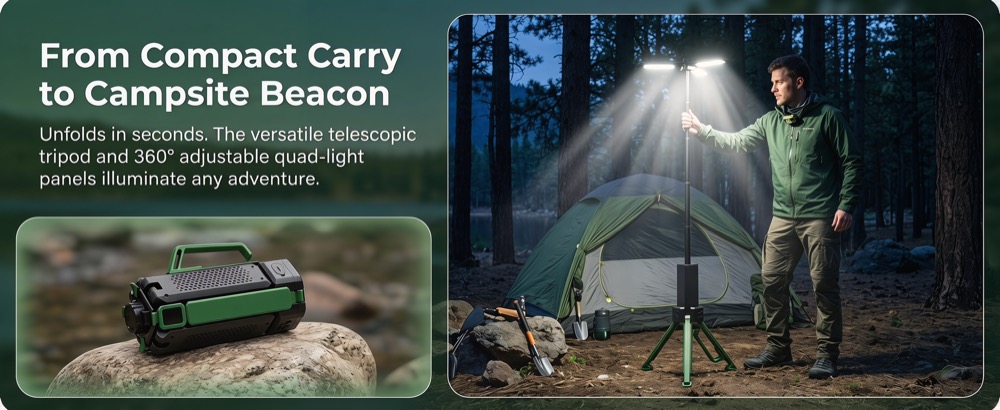 From Compact Carry
to Campsite Beacon
Unfolds in seconds. The versatile telescopic
tripod and 360° adjustable quad-light
panels illuminate any adventure.